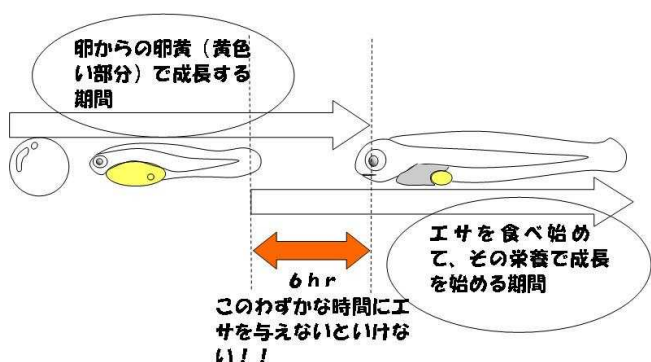 卵からの卵黄（黄色
い部分）で成長する
期間
エサを食べ始め
て、その栄養で成長
を始める期間
6hr
このわずかな時間にエ
サを与えないといけな
い！！